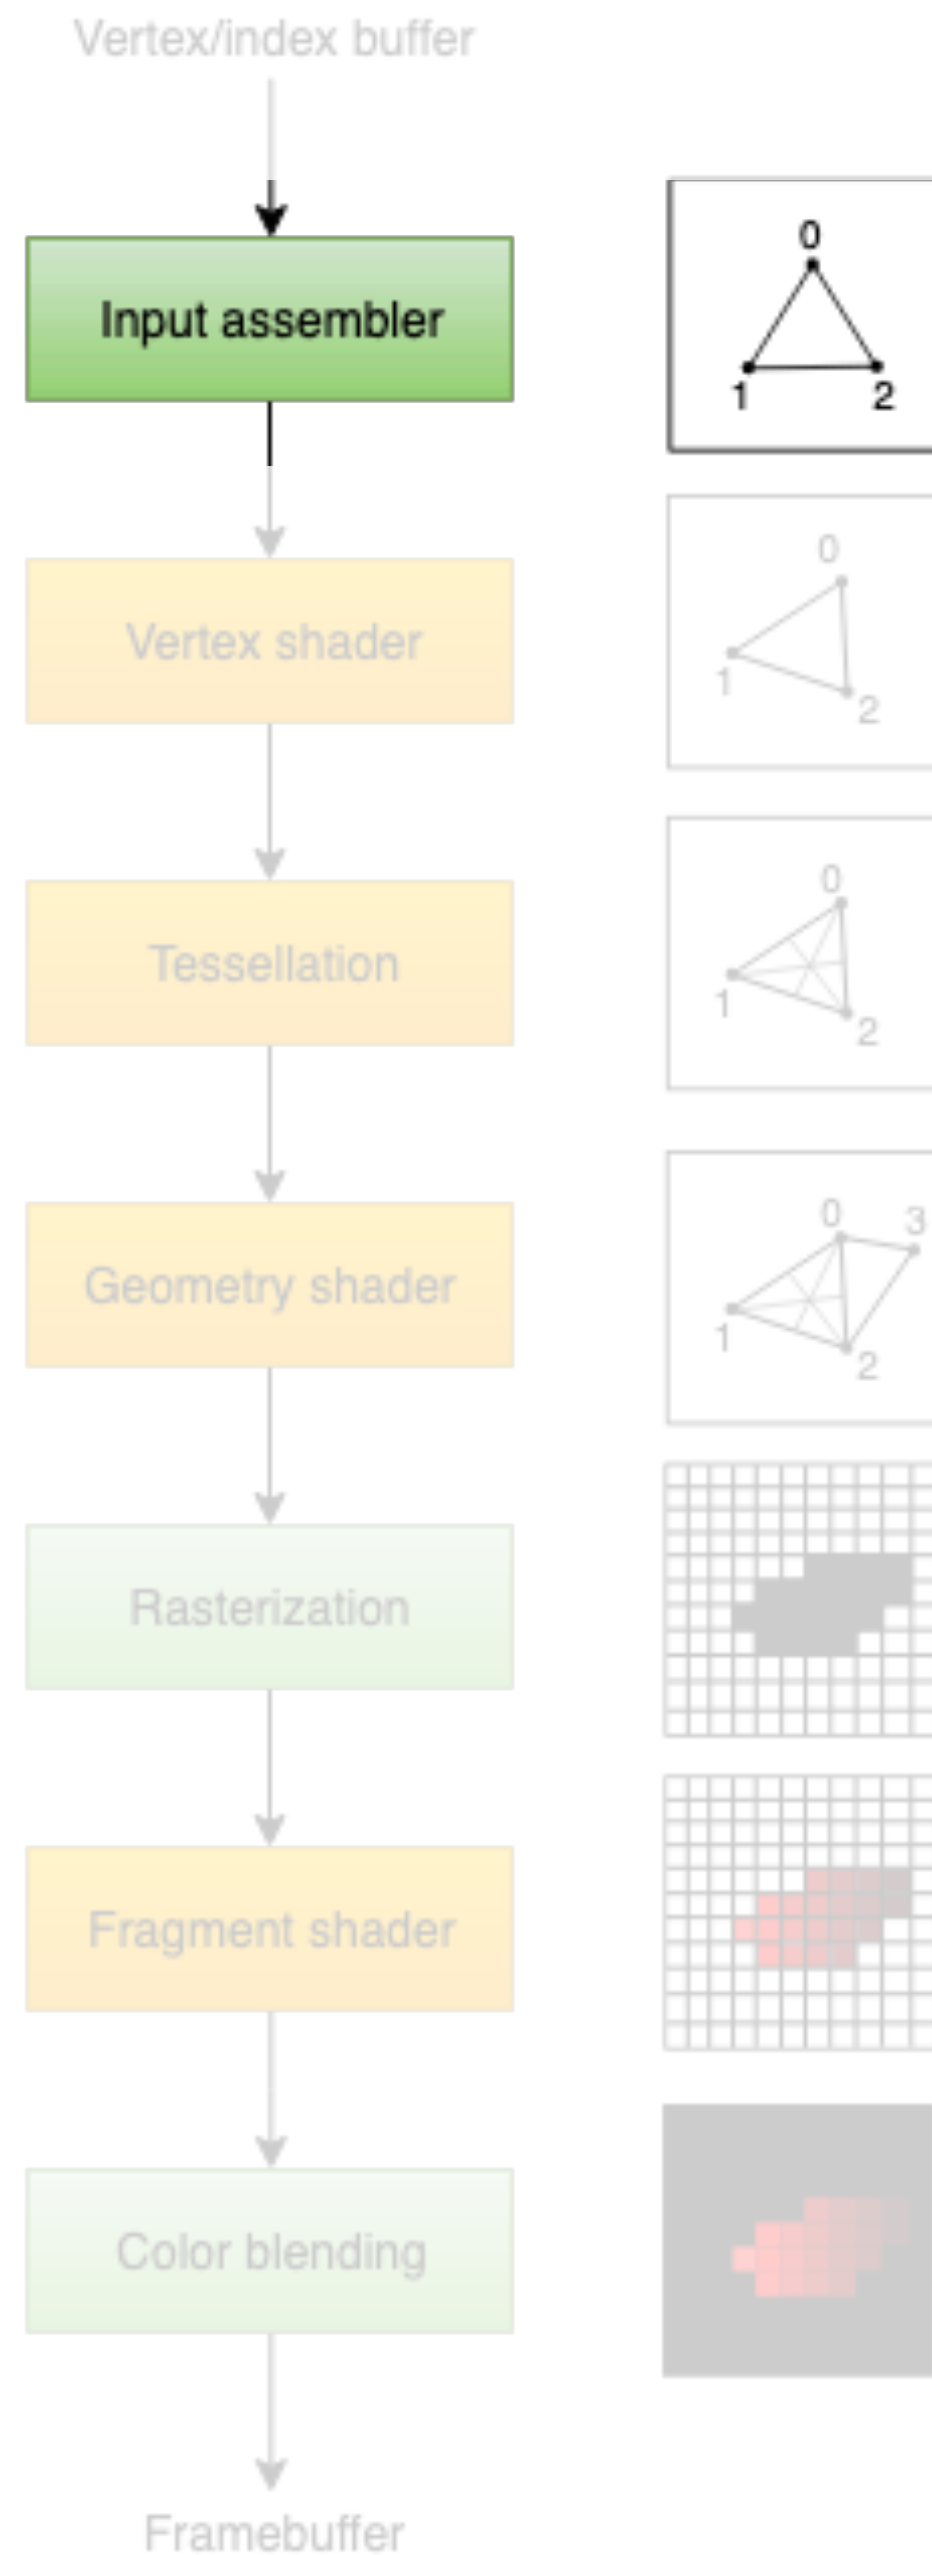 Vertex/index buffer
Input assembler
0
1
2
Vertex shader
0
1
2
Tessellation
0
1
2
Geometry shader
0
3
1
2
Rasterization
Fragment shader
Color blending
Framebuffer